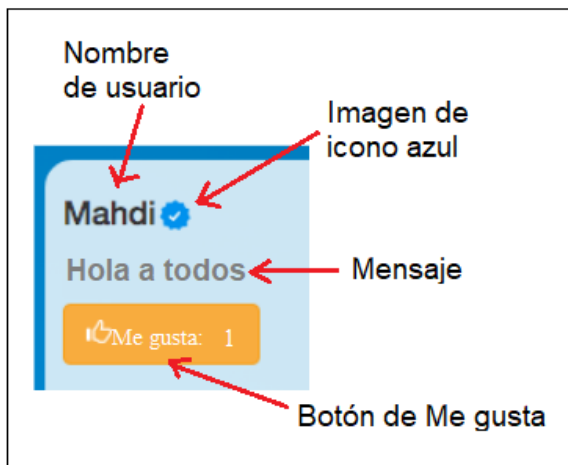 Nombre
de usuario
Imagen de
icono azul
Mahdi
Hola a todos
Mensaje
Me gusta: 1
Botón de Me gusta